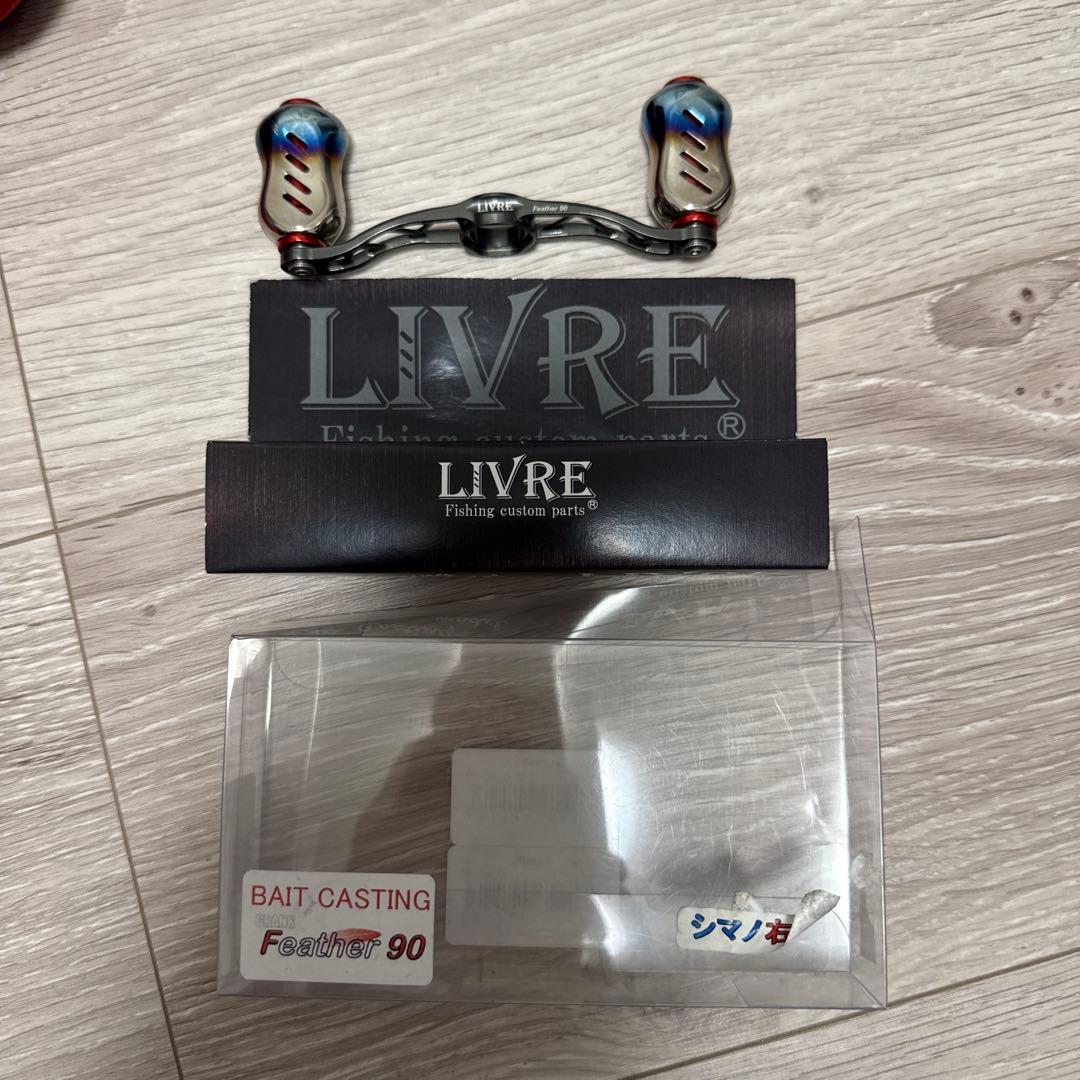 LIVRE Feather 90
LIVRE®
Fishing custom parts
LIVRE
Fishing custom parts®
BAIT CASTING
CRANK
Feather 90
シマノ右